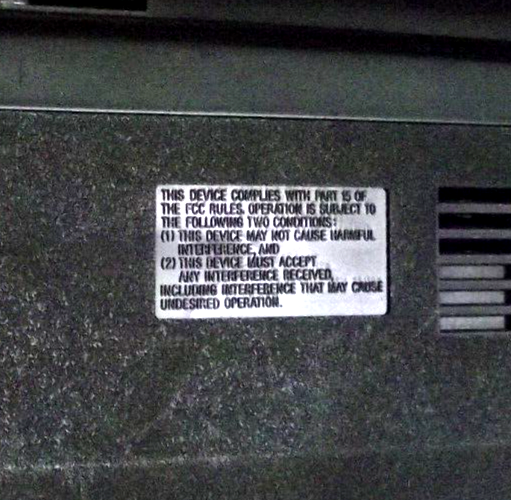 THIS DEVICE COMPLIES WITH PART 15 OF
THE FCC RULES. OPERATION IS SUBJECT TO
THE FOLLOWING TWO CONDITIONS:
(1) THIS DEVICE MAY NOT CAUSE HARMFUL
INTERFERENCE, AND
(2) THIS DEVICE MUST ACCEPT
ANY INTERFERENCE RECEIVED,
INCLUDING INTERFERENCE THAT MAY CAUSE
UNDESIRED OPERATION.